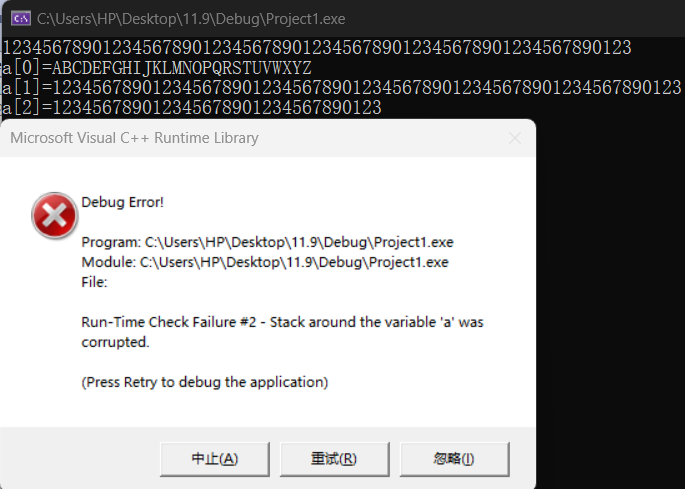 C:\Users\HP\Desktop\11.9\Debug\Project1.exe
123456789012345678901234567890123456789012345678901234567890123
a[0]=ABCDEFGHIJKLMNOPQRSTUVWXYZ
a[1]=123456789012345678901234567890123456789012345678901234567890123
a[2]=123456789012345678901234567890123
Microsoft Visual C++ Runtime Library
Debug Error!
Program: C:\Users\HP\Desktop\11.9\Debug\Project1.exe
Module: C:\Users\HP\Desktop\11.9\Debug\Project1.exe
File:
Run-Time Check Failure #2 - Stack around the variable 'a' was
corrupted.
(Press Retry to debug the application)
中止(A) 重试(R) 忽略(I)